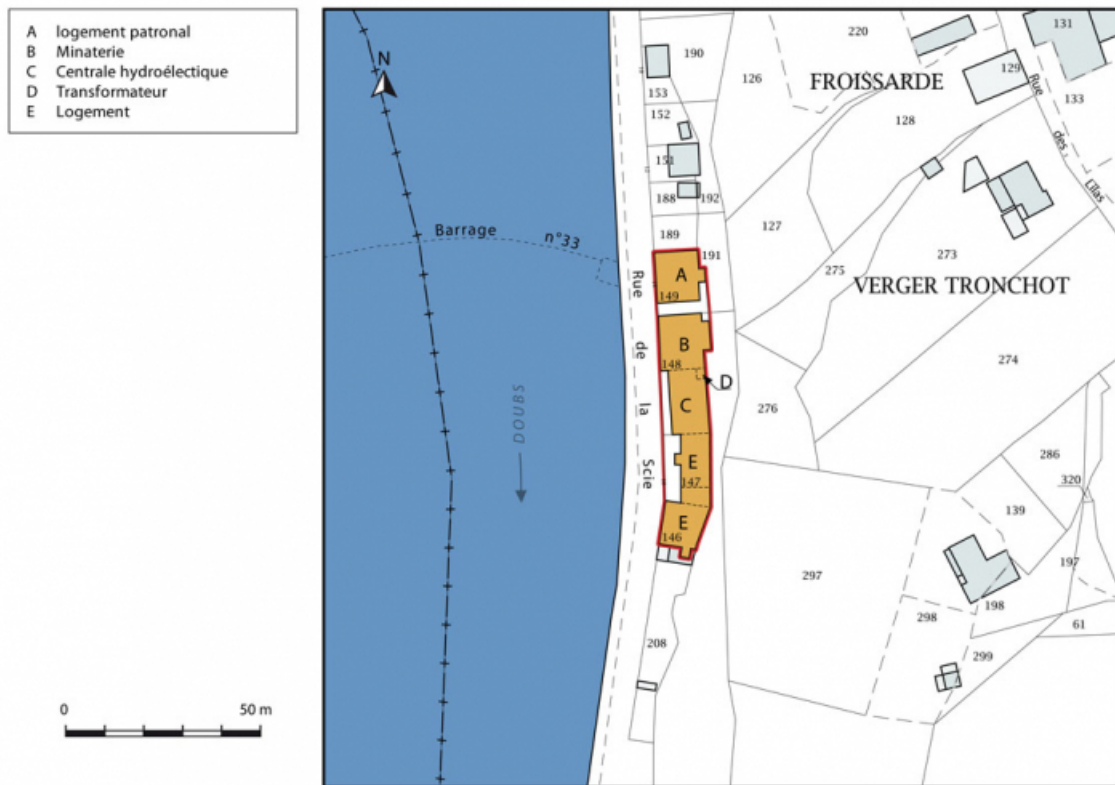 A logement patronal
B Minaterie
C Centrale hydroélectique
D Transformateur
E Logement
N
0 50 m
131
220
190
129
FROISSARDE
126
153
133
Rue des Lilas
152
128
151
188
192
127
189
273
Barrage n°33
191
275
A
149
VERGER TRONCHOT
Rue de la Scie
B
148
274
D
C
276
DOUBS
E
147
286
320
139
E
146
297
197
198
298
61
208
299